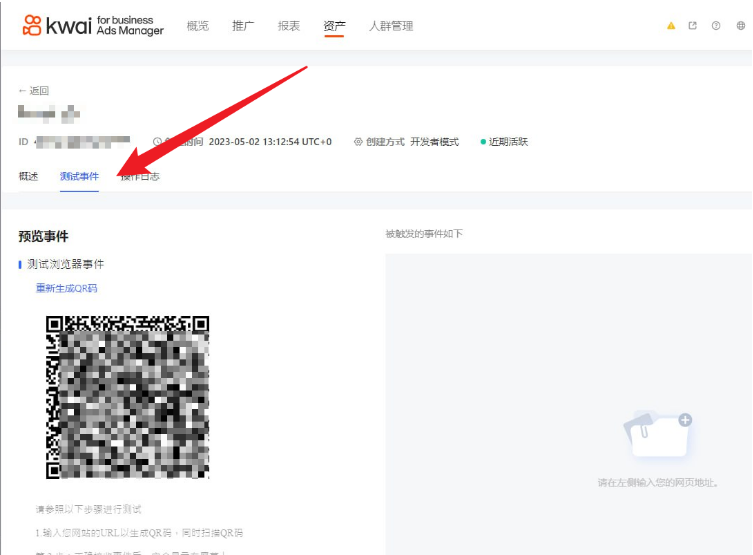 kwai for business Ads Manager 概览 推广 报表 资产 人群管理
← 返回
ID 时间 2023-05-02 13:12:54 UTC+0 创建方式 开发者模式 近期活跃
概述 测试事件 操作日志
预览事件
被触发的事件如下
测试浏览器事件
重新生成QR码
请在左侧输入您的网页地址。
请参照以下步骤进行测试
1.输入您网站的URL以生成QR码，同时扫描QR码